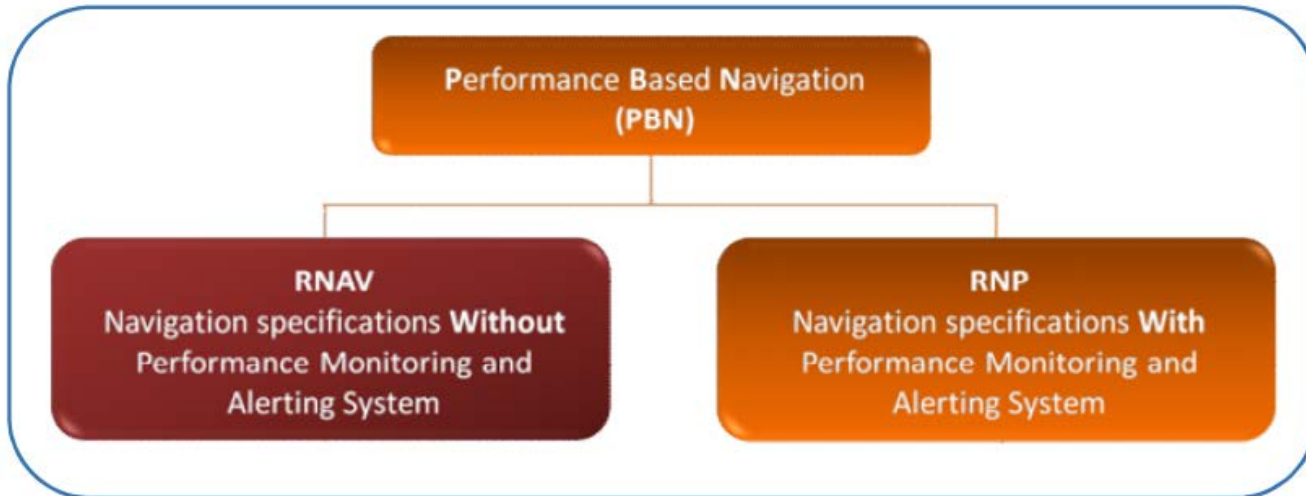 Performance Based Navigation
(PBN)
RNAV
Navigation specifications Without
Performance Monitoring and
Alerting System
RNP
Navigation specifications With
Performance Monitoring and
Alerting System